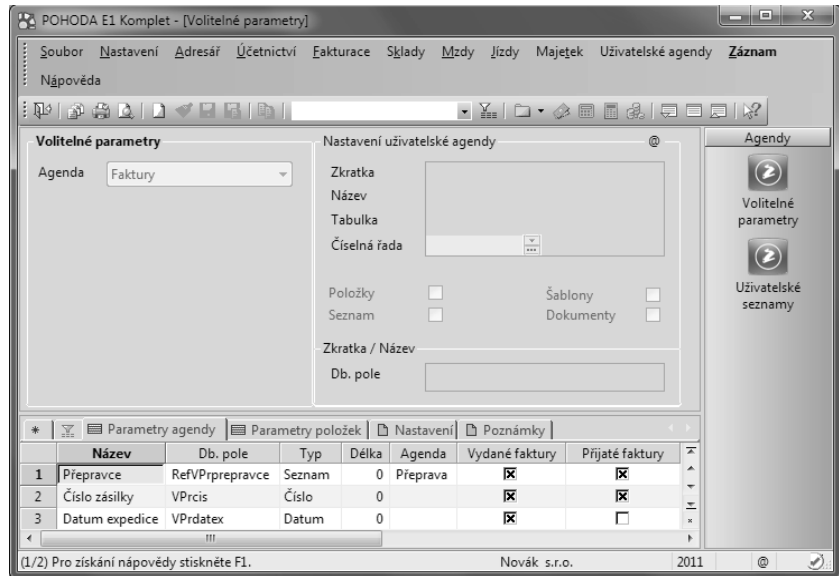 POHODA E1 Komplet - [Volitelné parametry]
Soubor Nastavení Adresář Účetnictví Fakturace Sklady Mzdy Jízdy Majetek Uživatelské agendy Záznam
Nápověda
Volitelné parametry
Agenda Faktury
Nastavení uživatelské agendy @
Zkratka
Název
Tabulka
Číselná řada
Položky Šablony
Seznam Dokumenty
Zkratka / Název
Db. pole
Agendy
Volitelné
parametry
Uživatelské
seznamy
* Parametry agendy Parametry položek Nastavení Poznámky
Název Db. pole Typ Délka Agenda Vydané faktury Přijaté faktury
1 Přepravce RefVPrprepravce Seznam 0 Přeprava
2 Číslo zásilky VPrcis Číslo 0
3 Datum expedice VPrdatex Datum 0
(1/2) Pro získání nápovědy stiskněte F1. Novák s.r.o. 2011 @